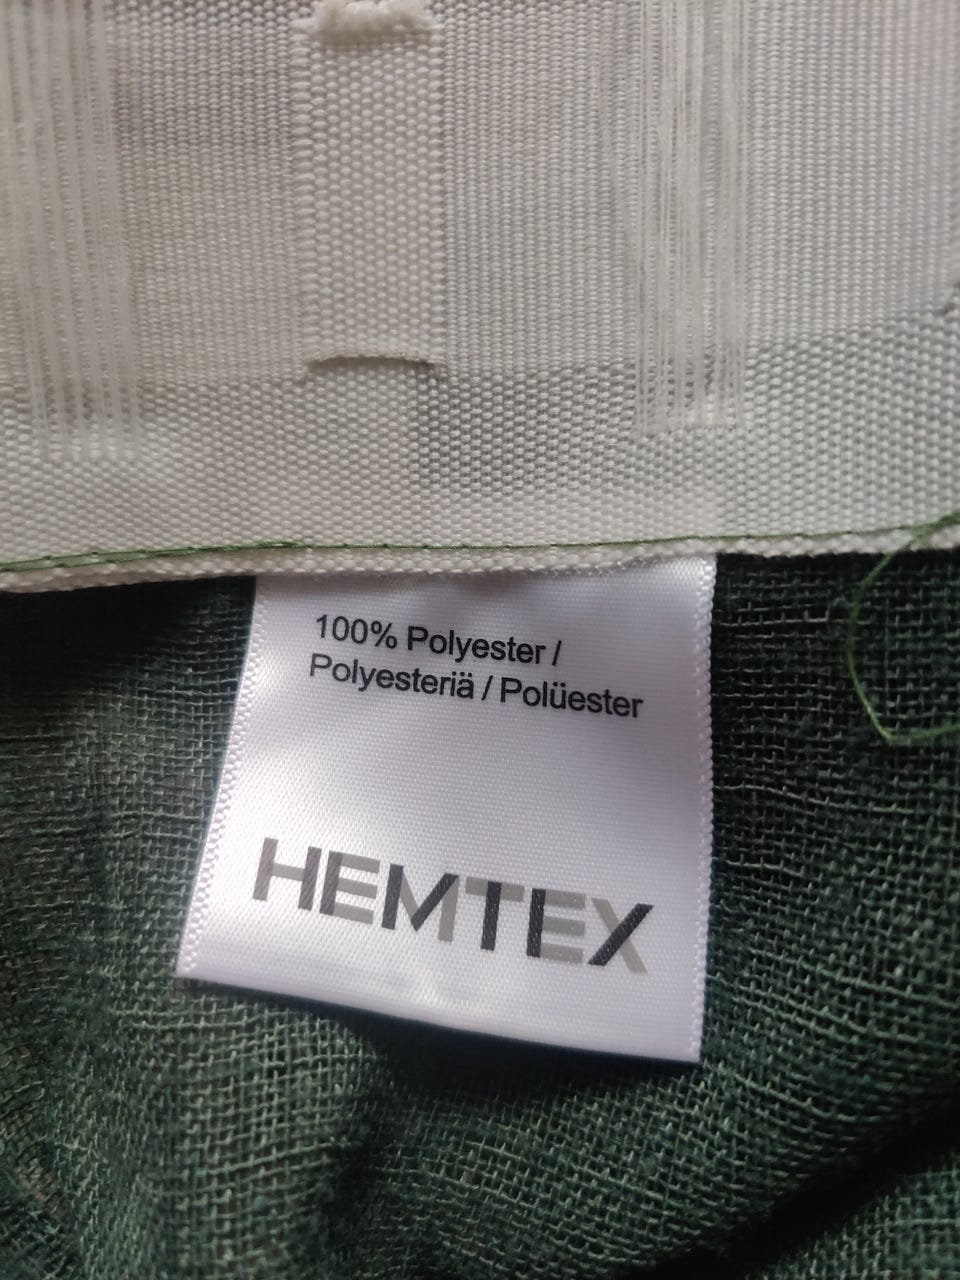 100% Polyester /
Polyesteriä / Polüester
HEMTEX